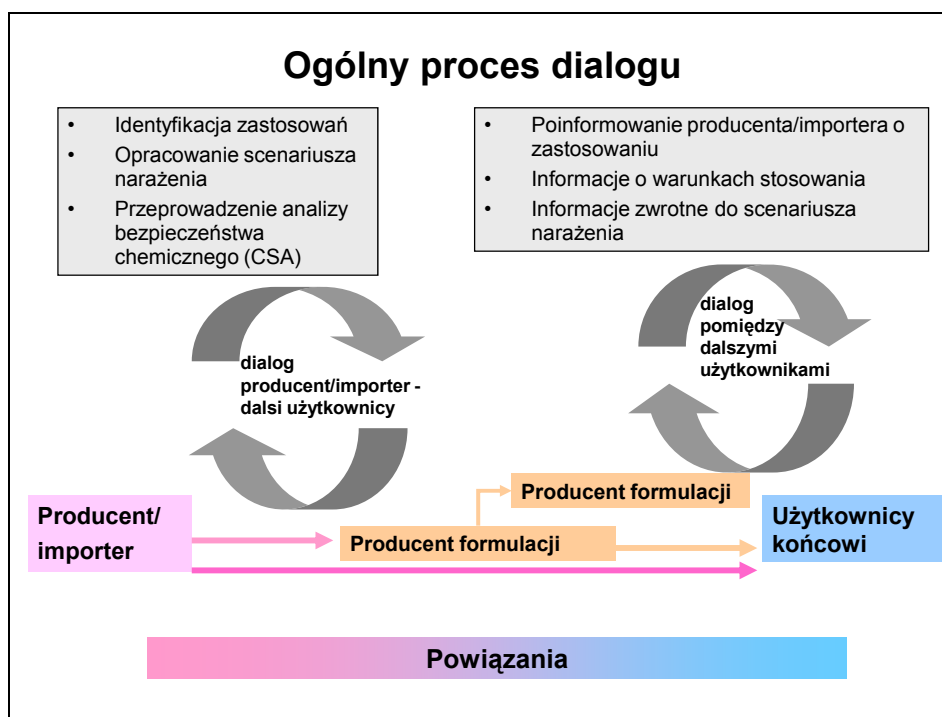 Ogólny proces dialogu
• Identyfikacja zastosowań
• Opracowanie scenariusza
narażenia
• Przeprowadzenie analizy
bezpieczeństwa
chemicznego (CSA)
• Poinformowanie producenta/importera o
zastosowaniu
• Informacje o warunkach stosowania
• Informacje zwrotne do scenariusza
narażenia
dialog
producent/importer -
dalsi użytkownicy
dialog
pomiędzy
dalszymi
użytkownikami
Producent/
importer
Producent formulacji
Producent formulacji
Użytkownicy
końcowi
Powiązania